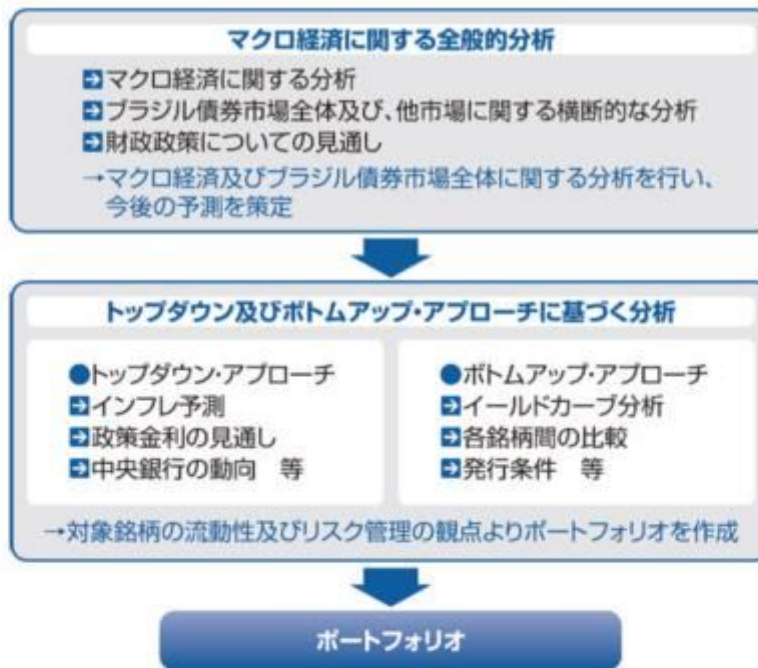 マクロ経済に関する全般的分析
➔マクロ経済に関する分析
➔ブラジル債券市場全体及び、他市場に関する横断的な分析
➔財政政策についての見通し
→マクロ経済及びブラジル債券市場全体に関する分析を行い、
今後の予測を策定
トップダウン及びボトムアップ・アプローチに基づく分析
●トップダウン・アプローチ
➔インフレ予測
➔政策金利の見通し
➔中央銀行の動向　等
●ボトムアップ・アプローチ
➔イールドカーブ分析
➔各銘柄間の比較
➔発行条件　等
→対象銘柄の流動性及びリスク管理の観点よりポートフォリオを作成
ポートフォリオ